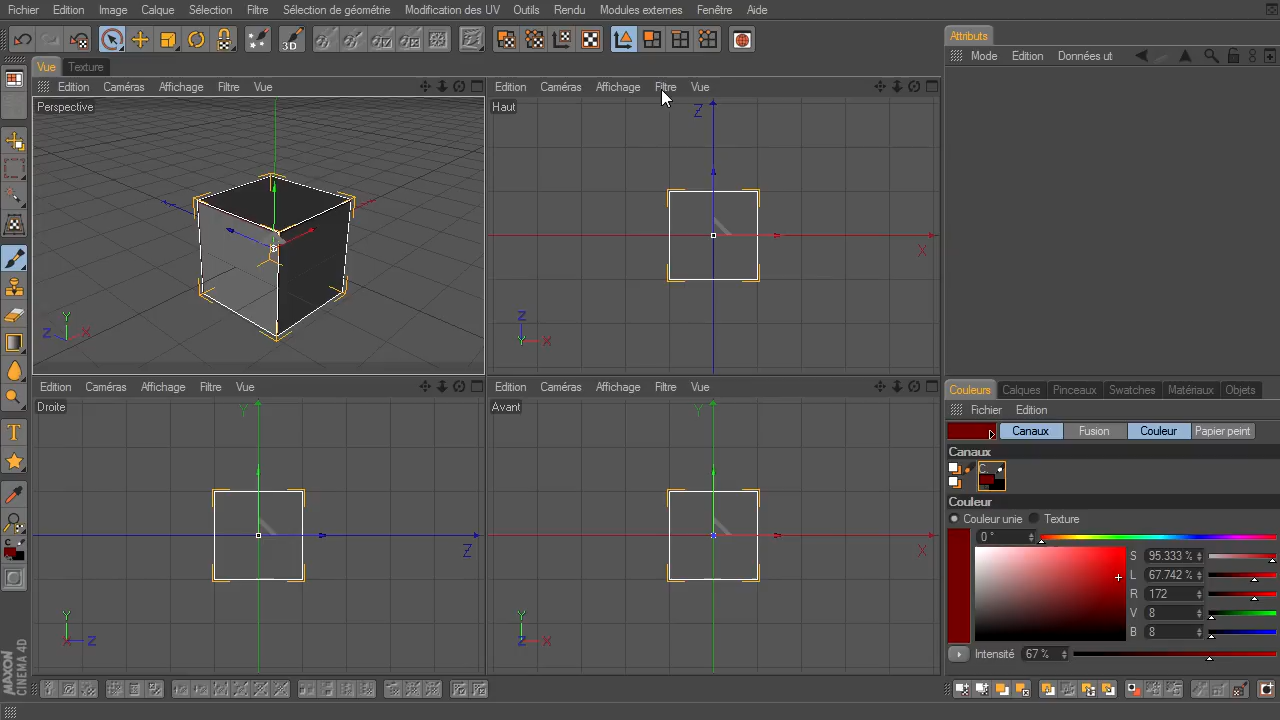 Fichier Edition Image Calque Sélection Filtre Sélection de géométrie Modification des UV Outils Rendu Modules externes Fenêtre Aide
3D
Vue Texture
Edition Caméras Affichage Filtre Vue
Perspective
Z Y X
Edition Caméras Affichage Filtre Vue
Haut
Z
X
Z
Y X
Edition Caméras Affichage Filtre Vue
Droite
Y
Z
Y
X Z
Edition Caméras Affichage Filtre Vue
Avant
Y
X
Y
Z X
T
C
MAXON
CINEMA 4D
Attributs
Mode Edition Données ut
Couleurs Calques Pinceaux Swatches Matériaux Objets
Fichier Edition
Canaux Fusion Couleur Papier peint
Canaux
C.
Couleur
Couleur unie Texture
0 °
S 95.333 %
L 67.742 %
R 172
V 8
B 8
Intensité 67 %